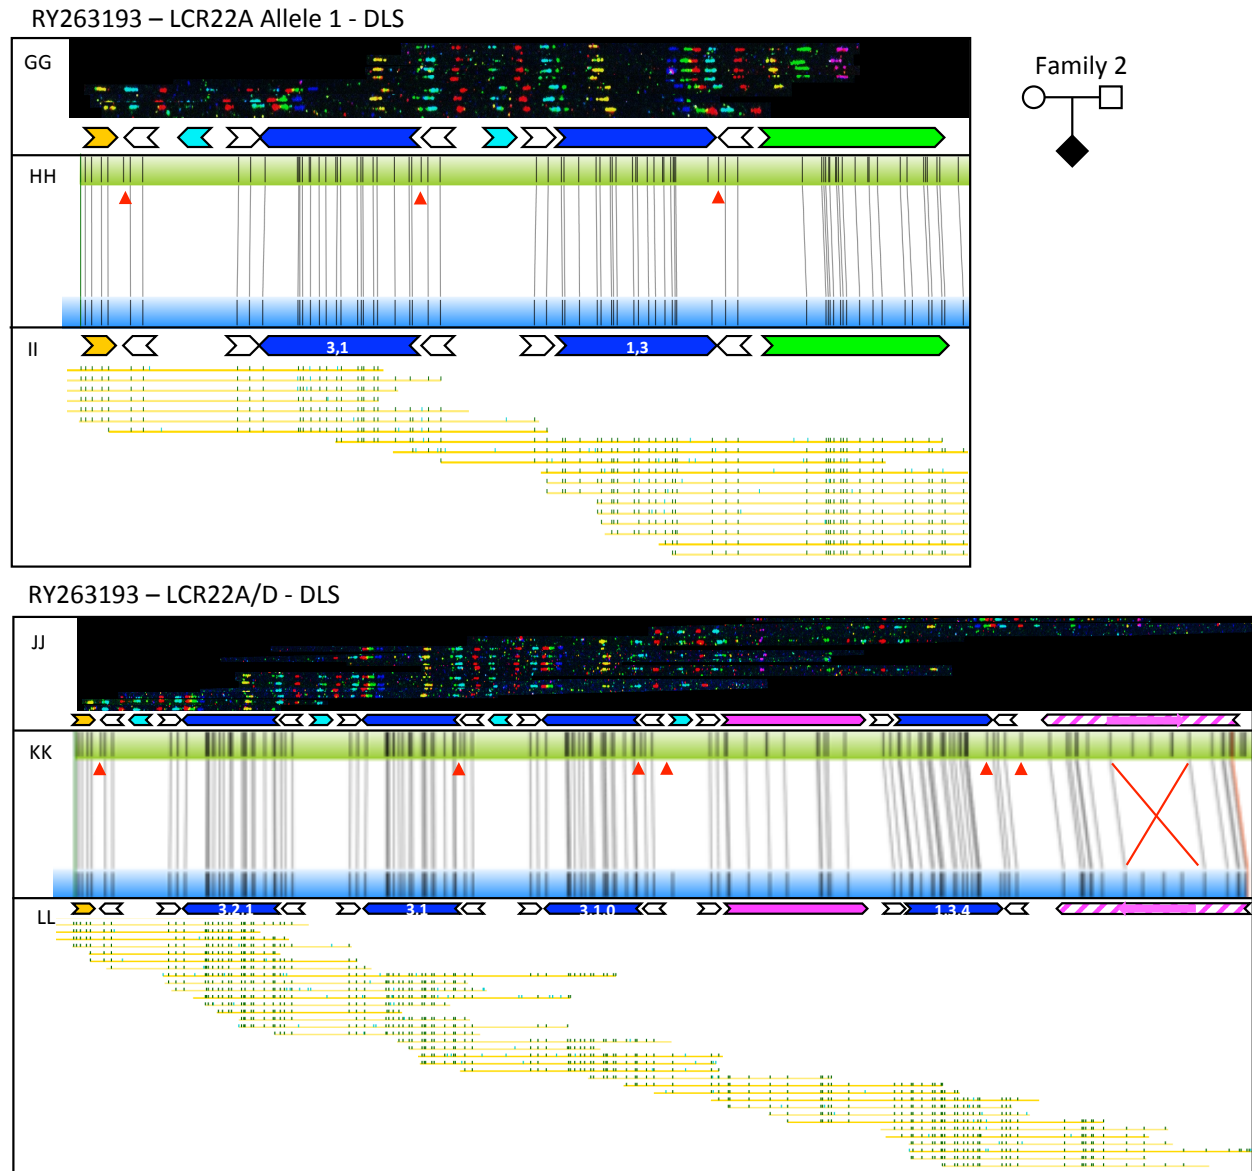 RY263193 – LCR22A Allele 1 - DLS
GG
Family 2
HH
II
3,1
1,3
RY263193 – LCR22A/D - DLS
JJ
KK
LL
3,2,1
3,1
3,1,0
1,3,4